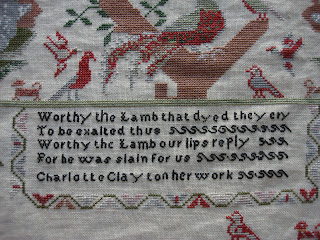 Worthy the Lamb that dyed they cry
To be exalted thus
Worthy the Lamb our lips reply
For he was slain for us
Charlotte Clayton her work